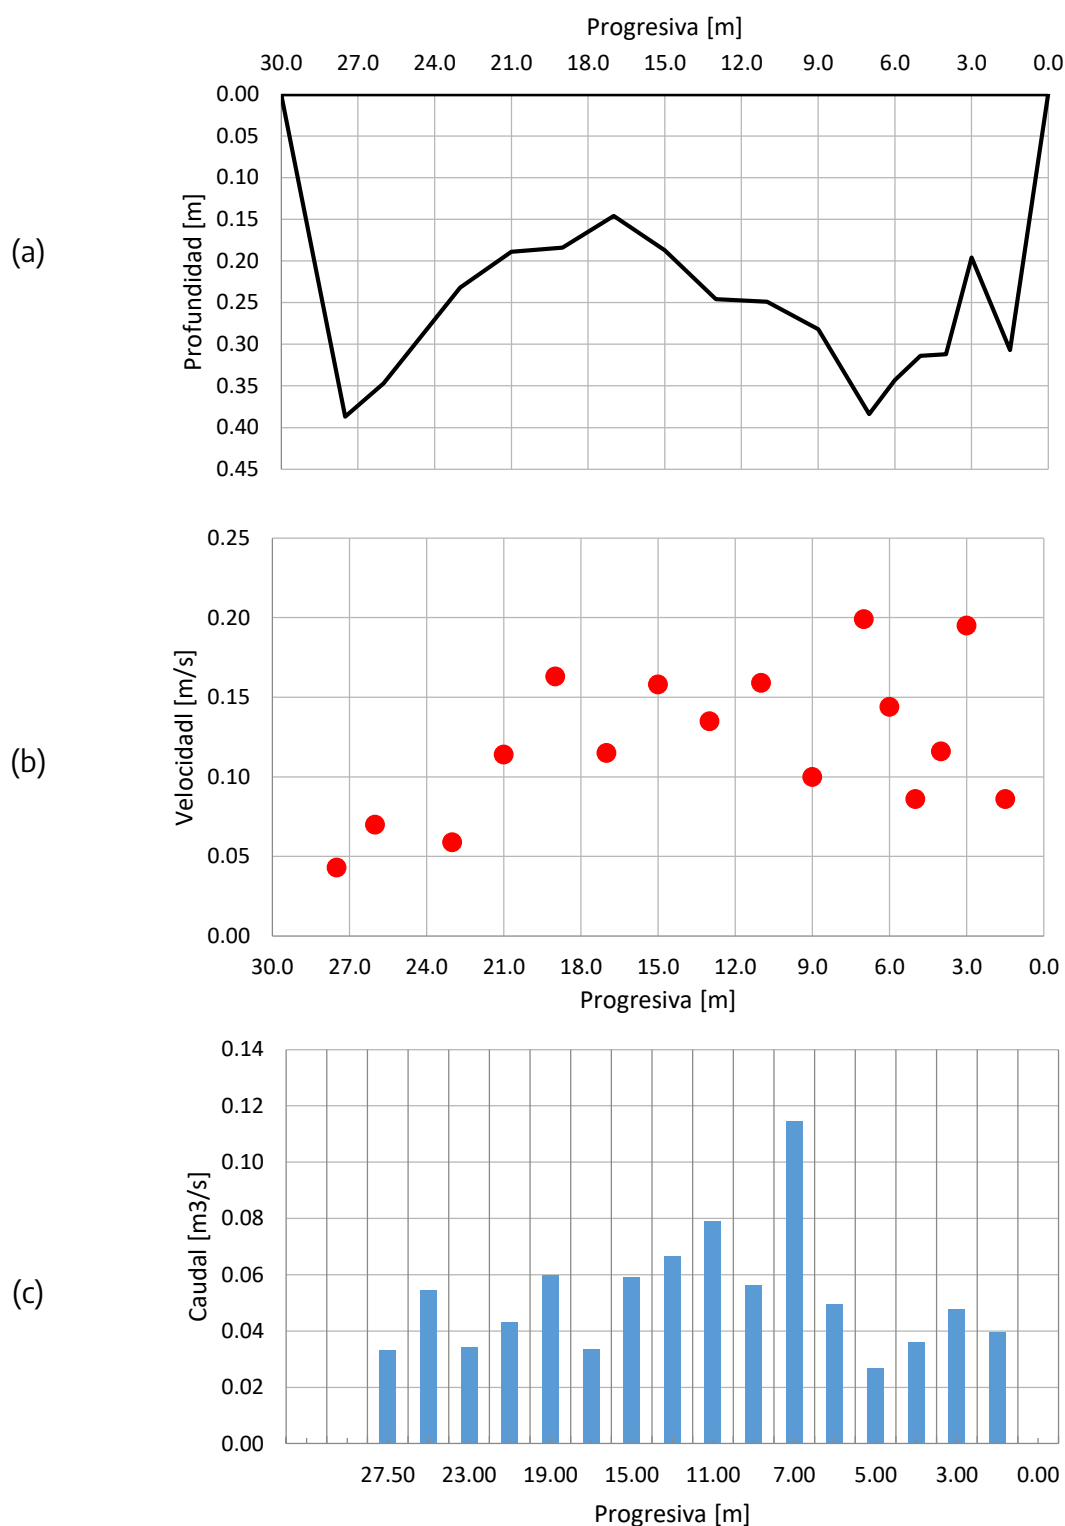 Progresiva [m]
30.0 27.0 24.0 21.0 18.0 15.0 12.0 9.0 6.0 3.0 0.0
0.00
0.05
0.10
0.15
0.20
0.25
0.30
0.35
0.40
0.45
Profundidad [m]
(a)
0.25
0.20
0.15
0.10
0.05
0.00
Velocidadl [m/s]
(b)
30.0 27.0 24.0 21.0 18.0 15.0 12.0 9.0 6.0 3.0 0.0
Progresiva [m]
0.14
0.12
0.10
0.08
0.06
0.04
0.02
0.00
Caudal [m3/s]
(c)
27.50 23.00 19.00 15.00 11.00 7.00 5.00 3.00 0.00
Progresiva [m]